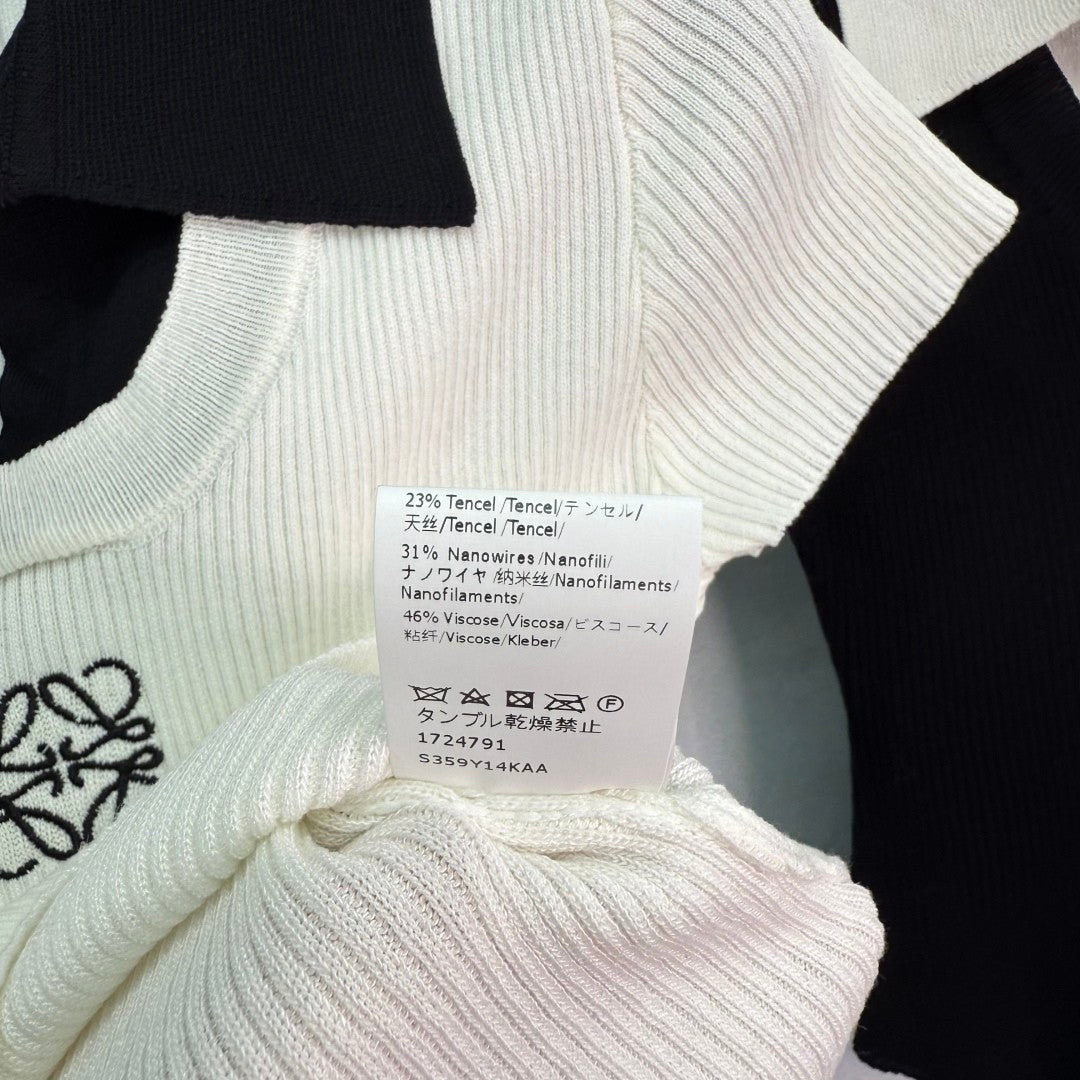 23% Tencel /Tencel/テンセル/
天丝/Tencel /Tencel/
31% Nanowires /Nanofili/
ナノワイヤ /纳米丝/Nanofilaments/
Nanofilaments/
46% Viscose/Viscosa/ビスコース/
粘纤/Viscose/Kleber/
F
タンブル乾燥禁止
1724791
S359Y14KAA